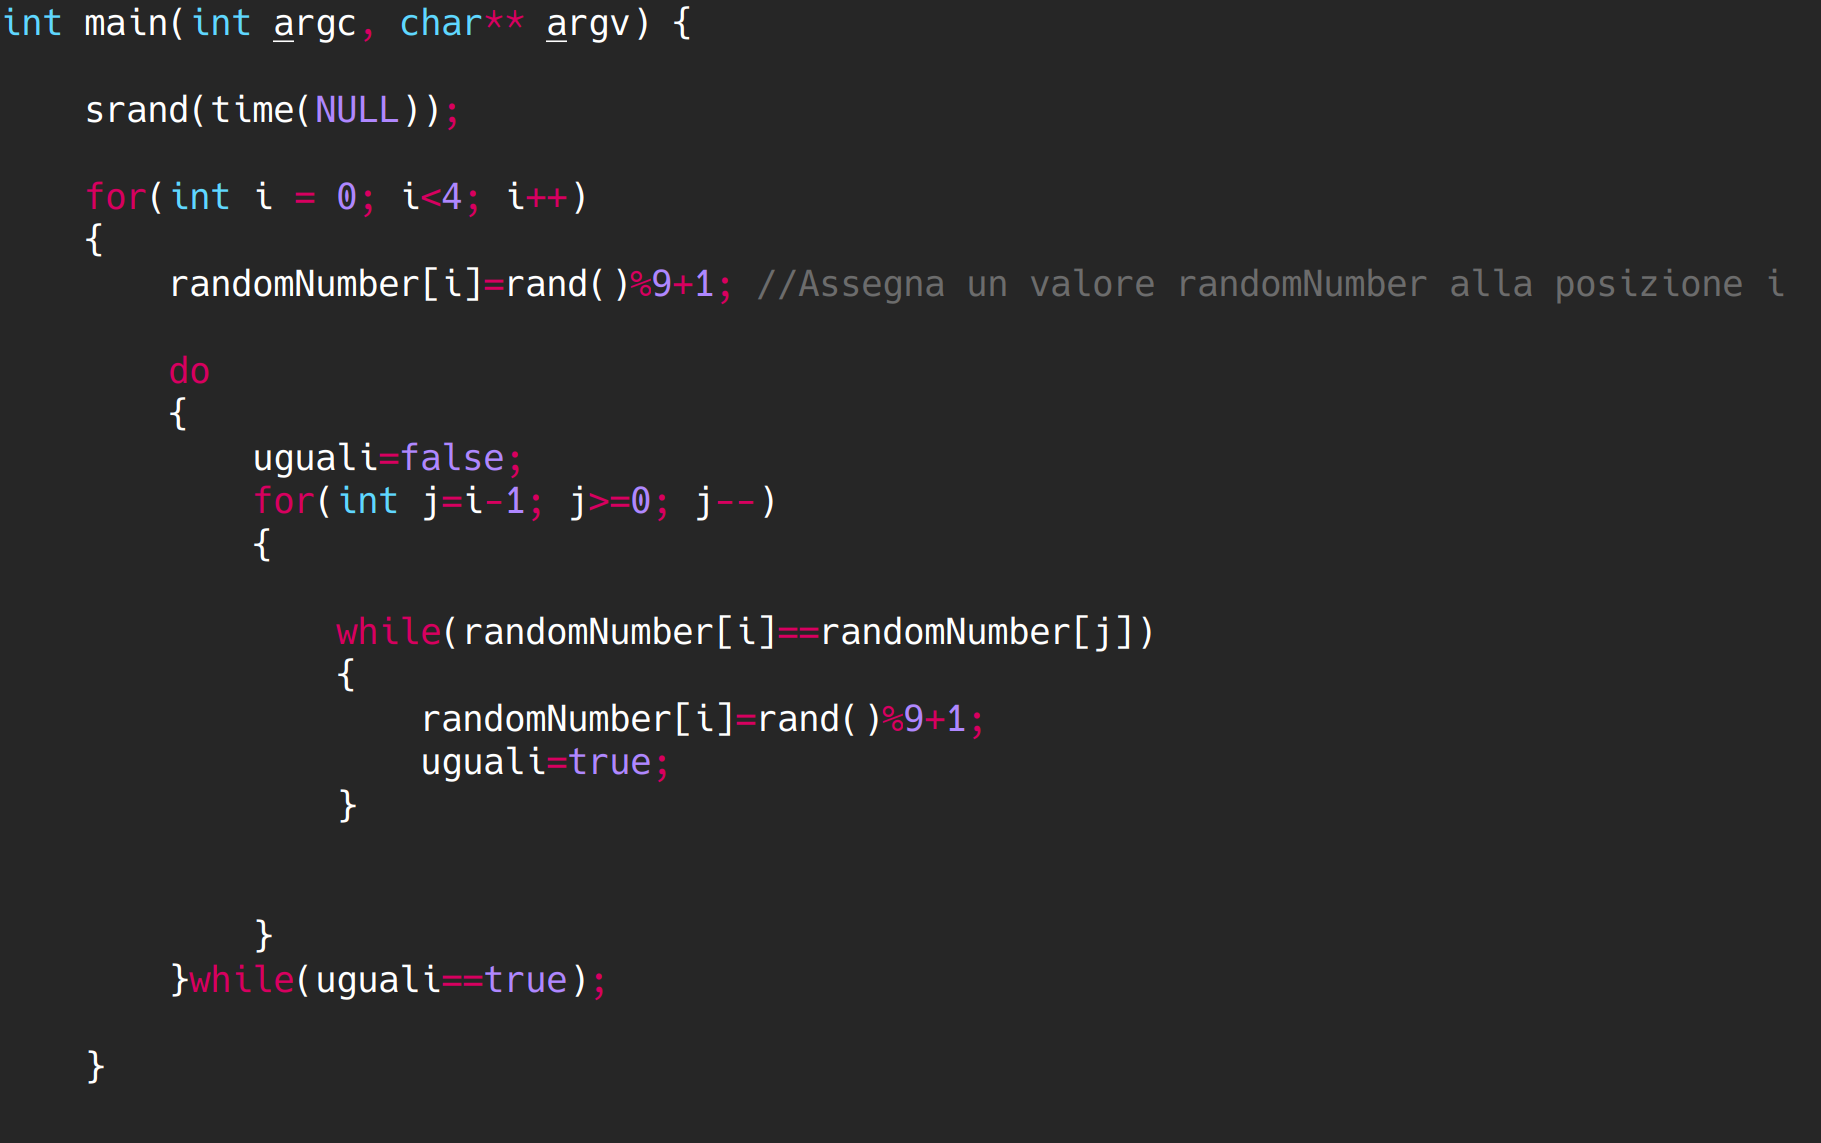 int main(int argc, char** argv) {
srand(time(NULL));
for(int i = 0; i<4; i++)
{
randomNumber[i]=rand()%9+1; //Assegna un valore randomNumber alla posizione i
do
{
uguali=false;
for(int j=i-1; j>=0; j--)
{
while(randomNumber[i]==randomNumber[j])
{
randomNumber[i]=rand()%9+1;
uguali=true;
}
}
}while(uguali==true);
}